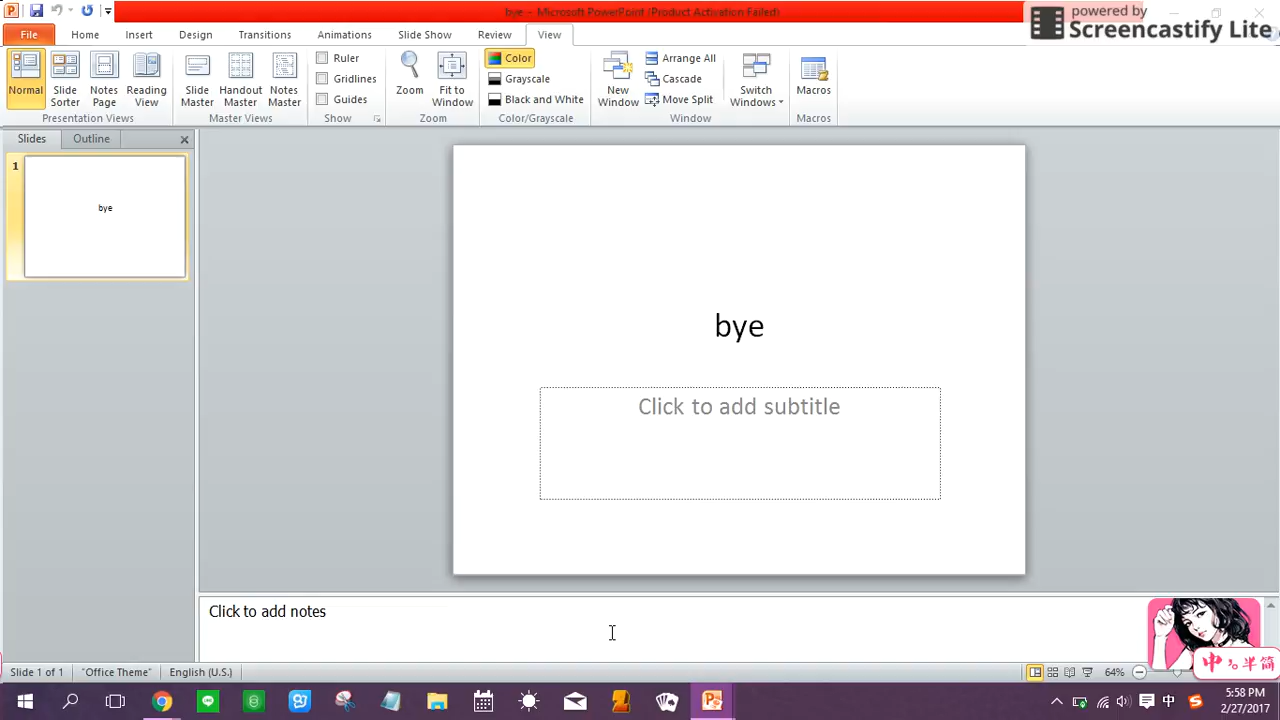 bye - Microsoft PowerPoint (Product Activation Failed)
powered by
Screencastify Lite
File Home Insert Design Transitions Animations Slide Show Review View
Normal Slide Sorter Notes Page Reading View
Presentation Views
Slide Master Handout Master Notes Master
Master Views
Ruler
Gridlines
Guides
Show
Zoom Fit to Window
Zoom
Color
Grayscale
Black and White
Color/Grayscale
New Window
Arrange All
Cascade
Move Split
Switch Windows
Window
Macros
Macros
Slides Outline
1
bye
bye
Click to add subtitle
Click to add notes
中 半 简
Slide 1 of 1 "Office Theme" English (U.S.) 64%
中 5:58 PM
2/27/2017